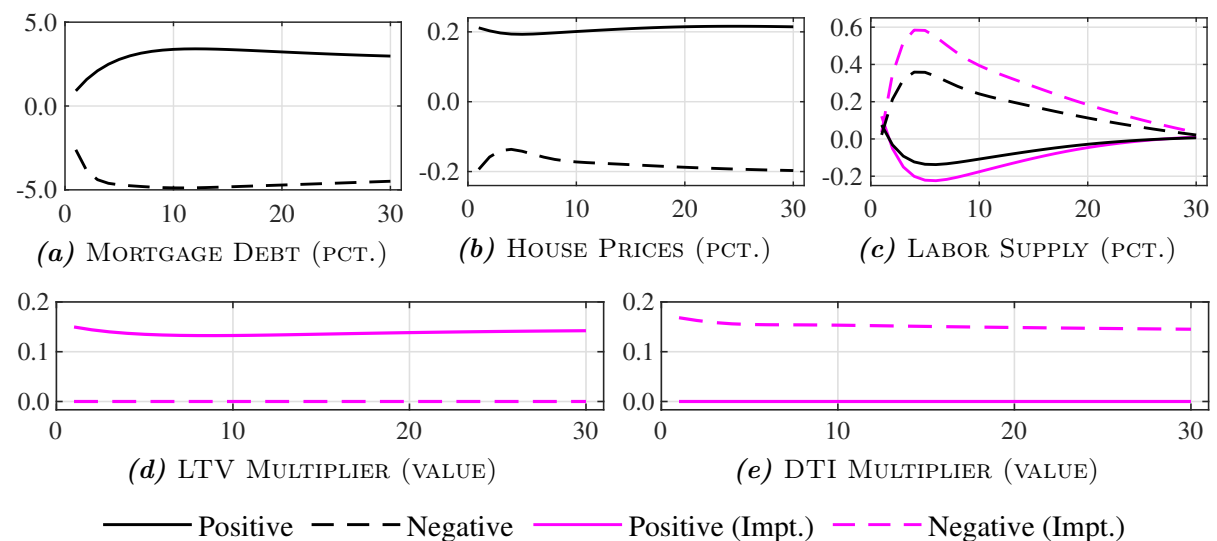 5.0
0.0
-5.0
0 10 20 30
(a) Mortgage Debt (pct.)
0.2
0.0
-0.2
0 10 20 30
(b) House Prices (pct.)
0.6
0.4
0.2
0.0
-0.2
0 10 20 30
(c) Labor Supply (pct.)
0.2
0.1
0.0
0 10 20 30
(d) LTV Multiplier (value)
0.2
0.1
0.0
0 10 20 30
(e) DTI Multiplier (value)
Positive Negative Positive (Impt.) Negative (Impt.)